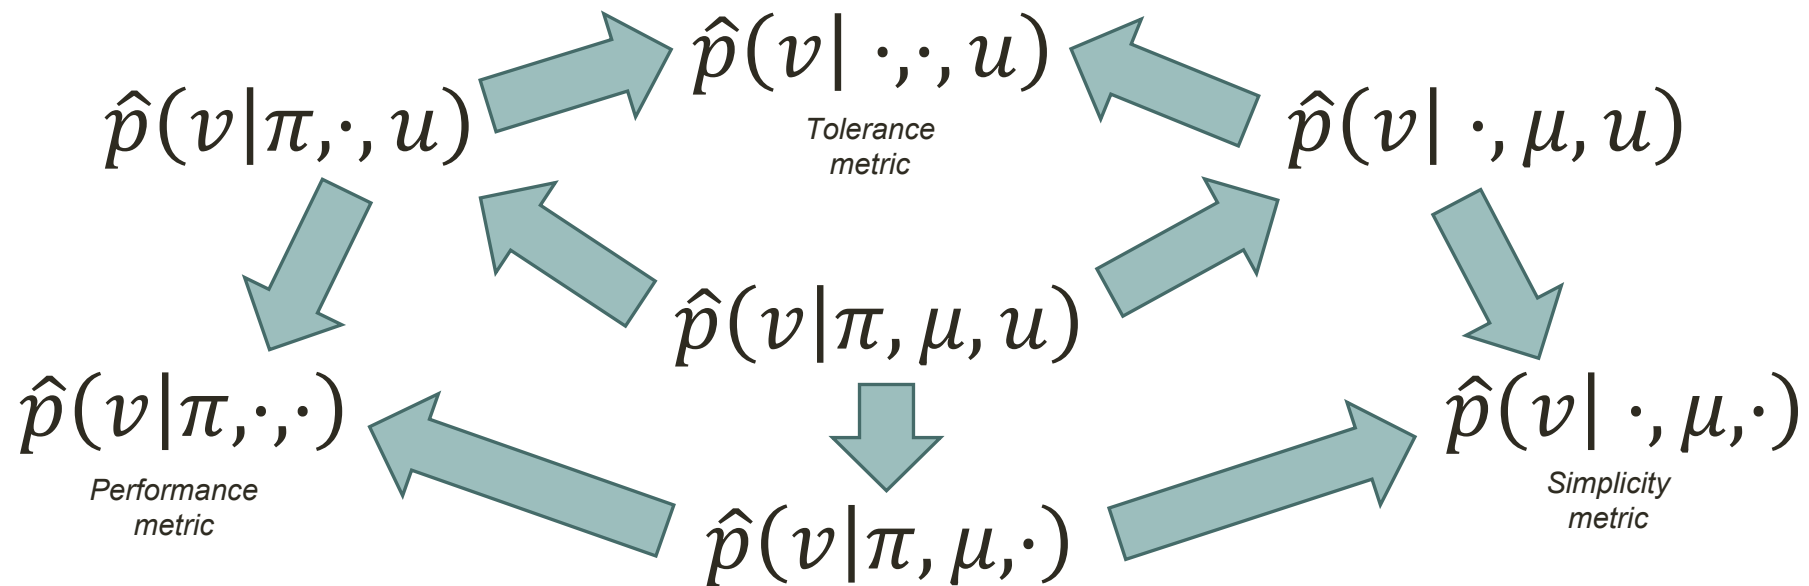 p̂(v| ·,·, u)
Tolerance
metric
p̂(v|π,·, u)
p̂(v| ·, μ, u)
p̂(v|π, μ, u)
p̂(v|π,·,·)
Performance
metric
p̂(v| ·, μ,·)
Simplicity
metric
p̂(v|π, μ,·)